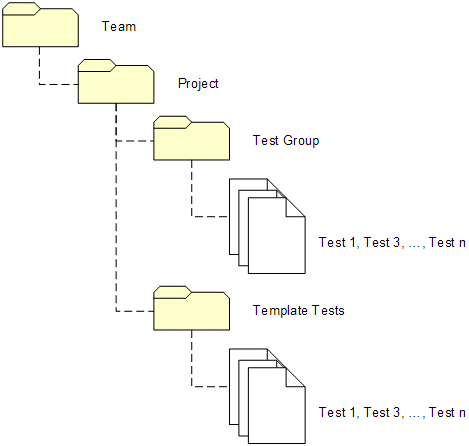 Team
Project
Test Group
Test 1, Test 3, ..., Test n
Template Tests
Test 1, Test 3, ..., Test n